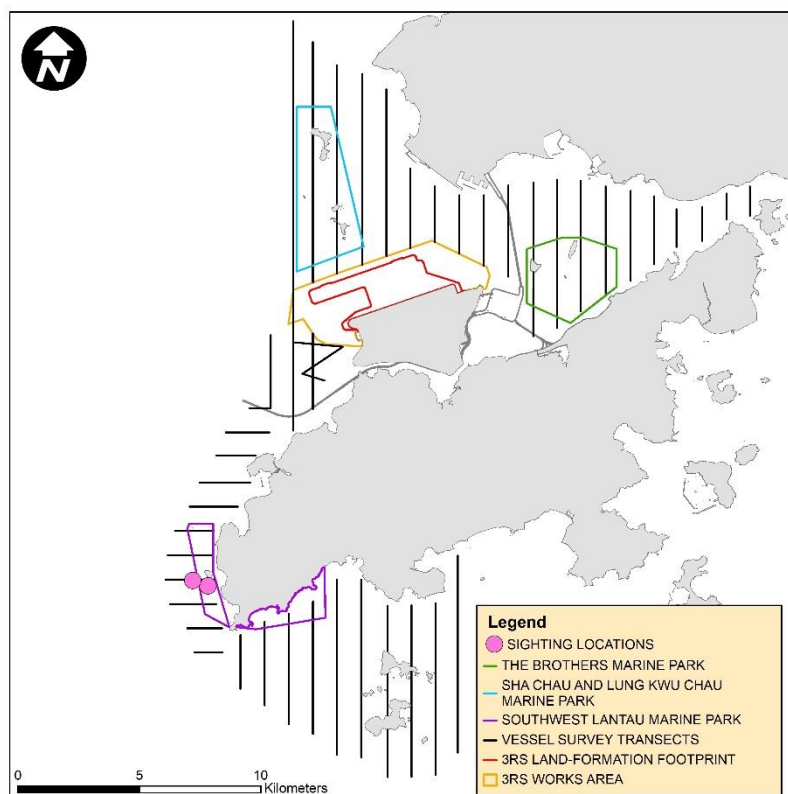 N
Legend
SIGHTING LOCATIONS
THE BROTHERS MARINE PARK
SHA CHAU AND LUNG KWU CHAU
MARINE PARK
SOUTHWEST LANTAU MARINE PARK
VESSEL SURVEY TRANSECTS
3RS LAND-FORMATION FOOTPRINT
3RS WORKS AREA
0 5 10
Kilometers